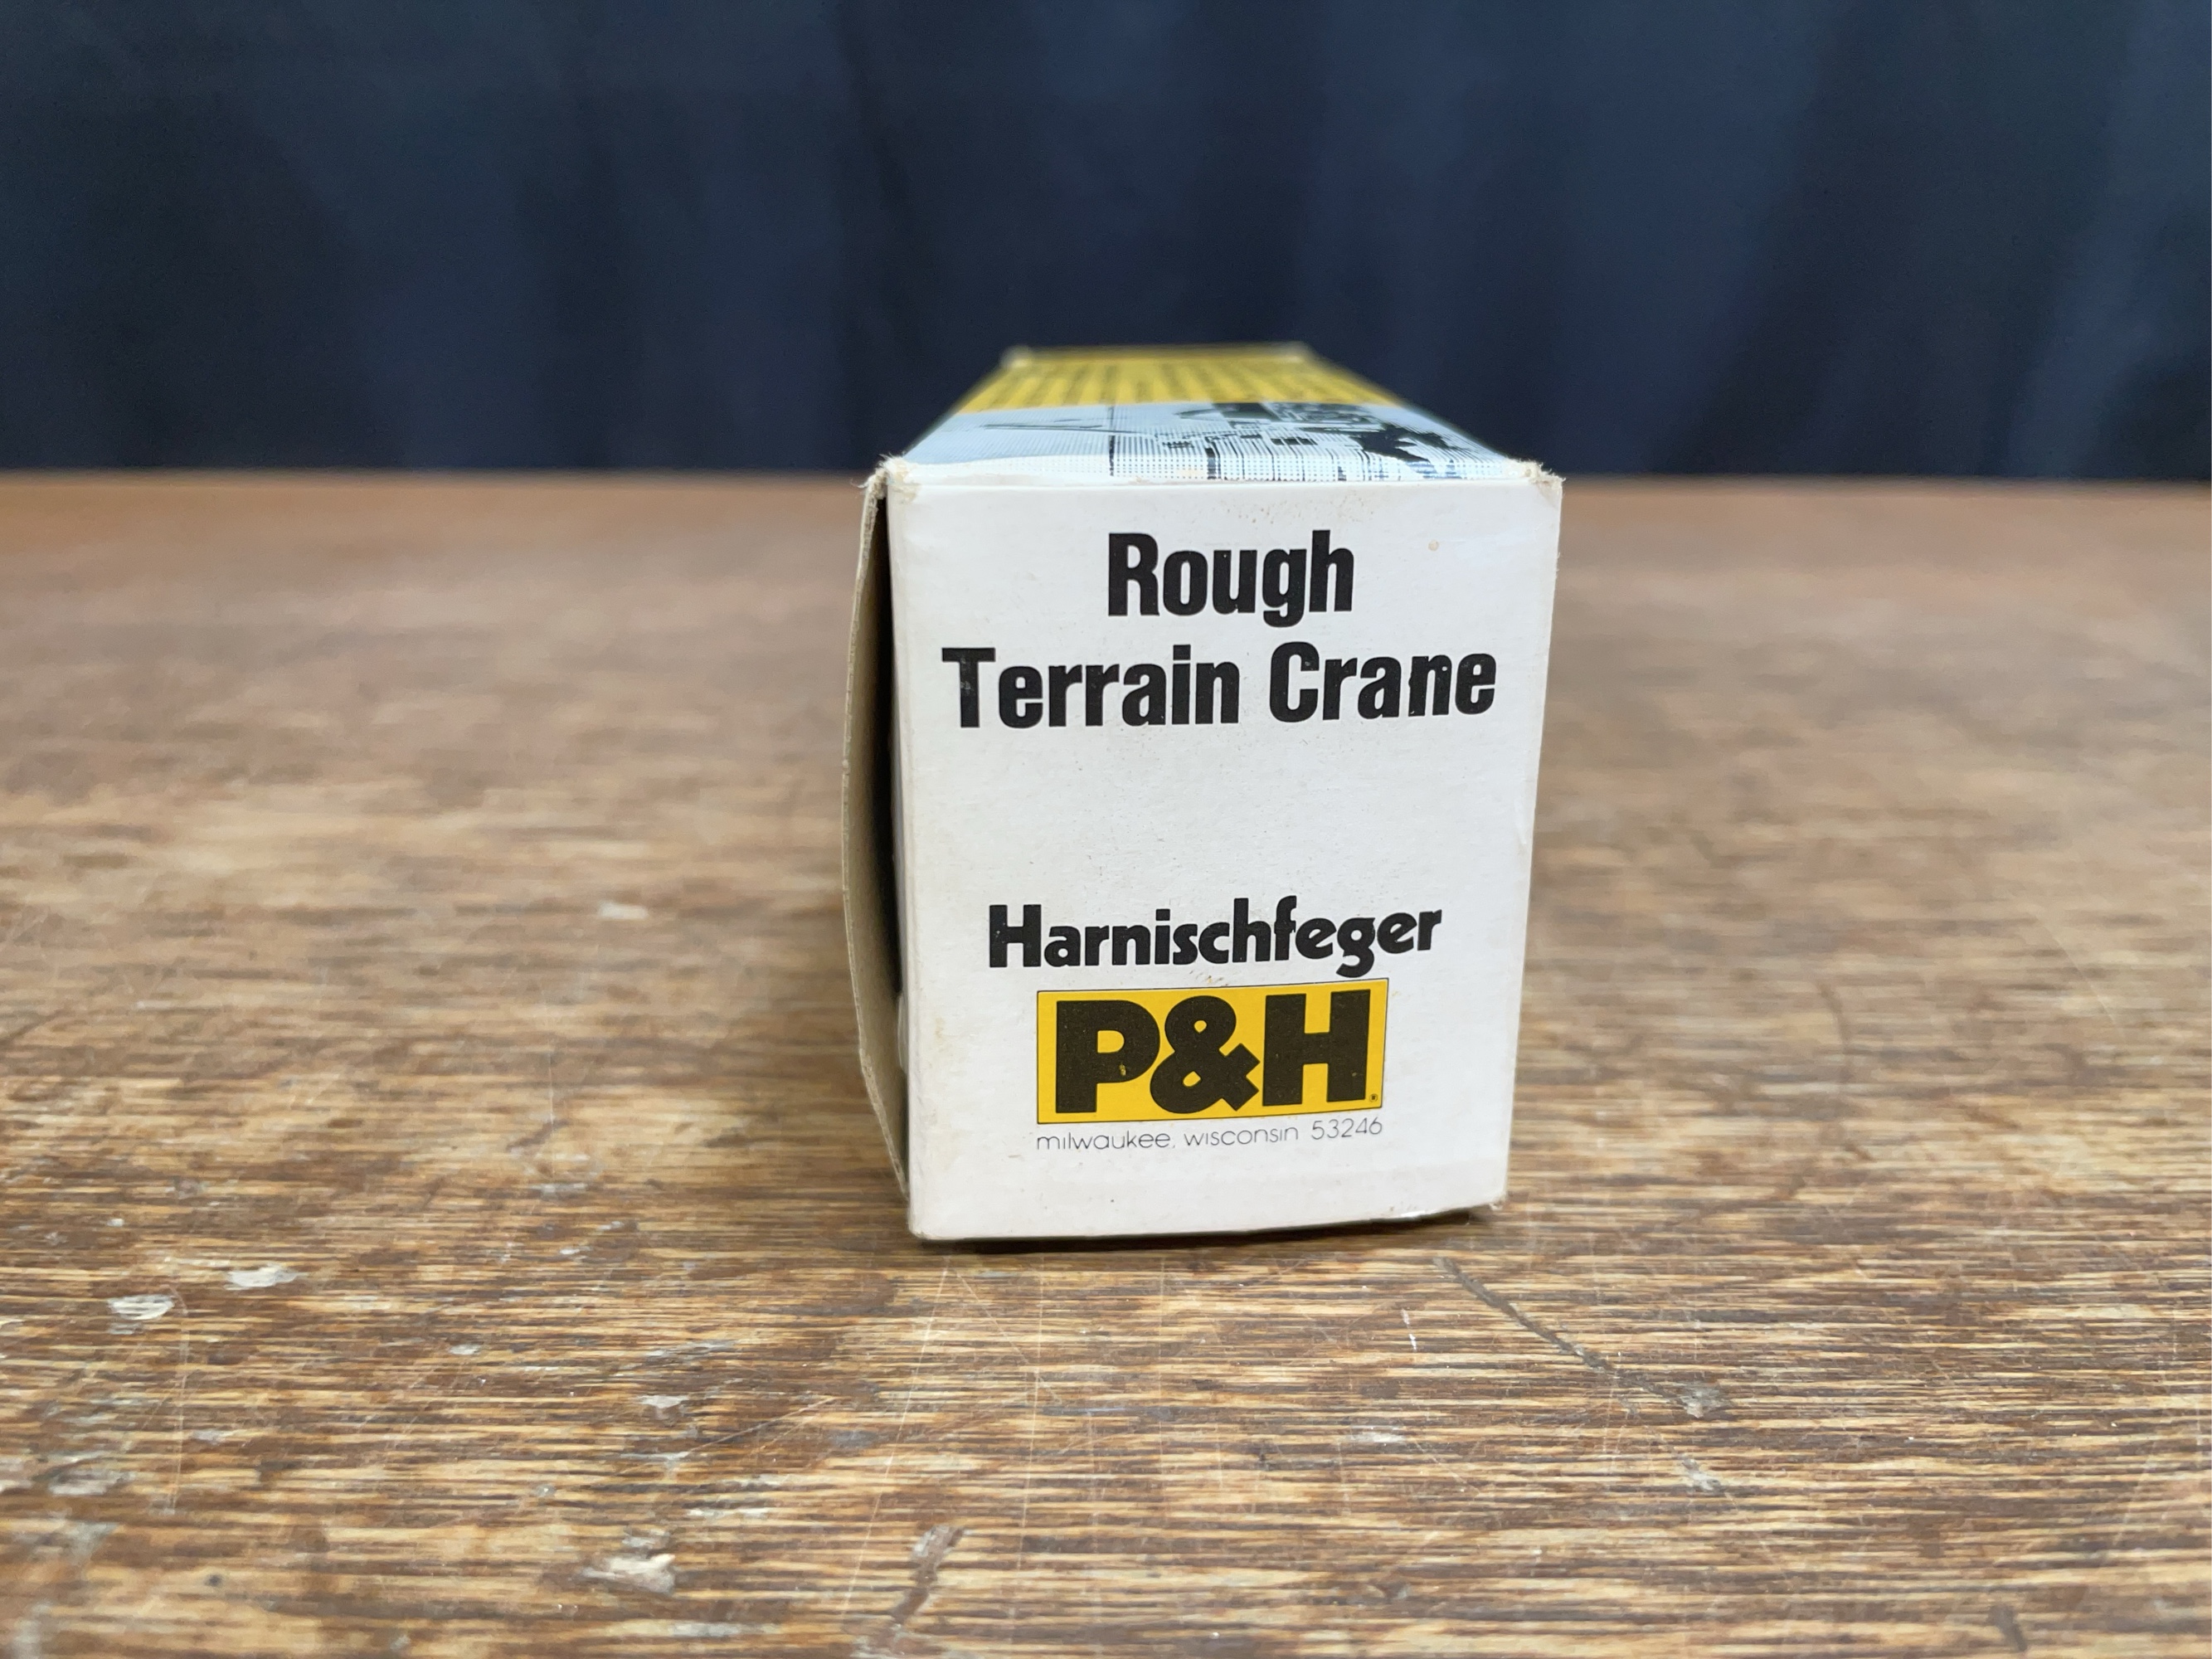 Rough
Terrain Crane
Harnischfeger
P&H®
milwaukee, wisconsin 53246